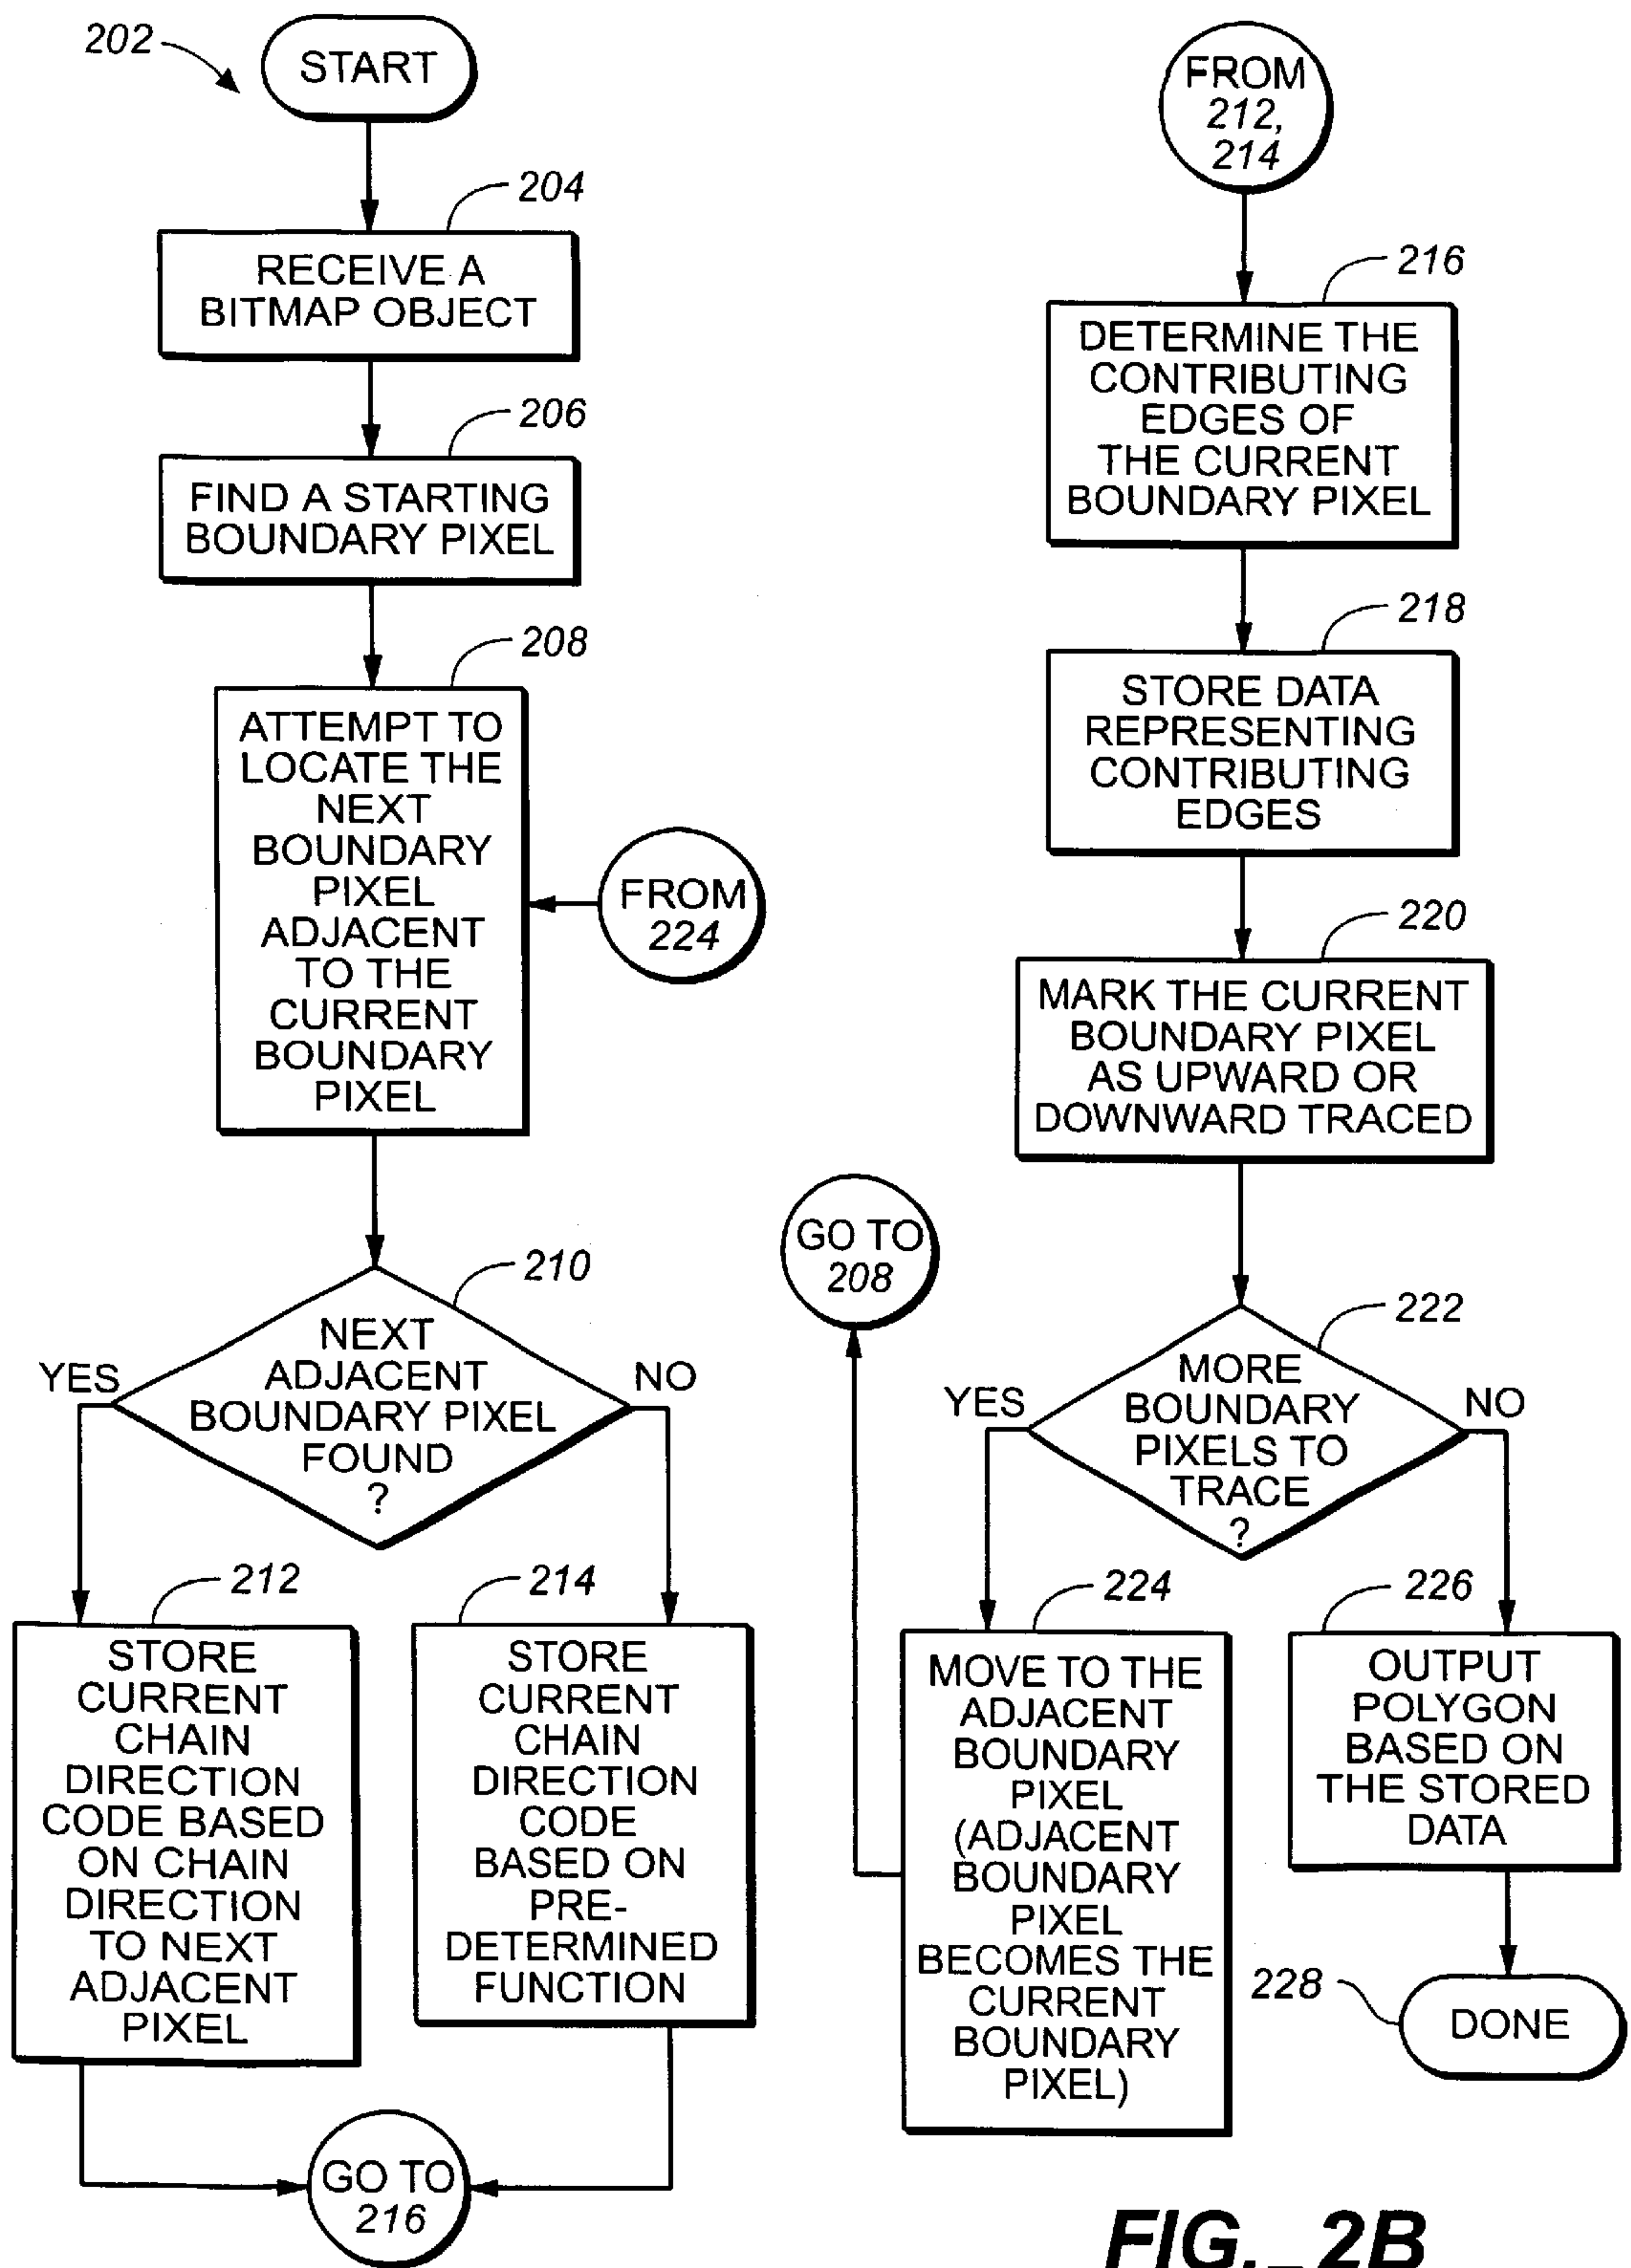 202
START
204
RECEIVE A
BITMAP OBJECT
206
FIND A STARTING
BOUNDARY PIXEL
208
ATTEMPT TO
LOCATE THE
NEXT
BOUNDARY
PIXEL
ADJACENT
TO THE
CURRENT
BOUNDARY
PIXEL
FROM
224
210
NEXT
ADJACENT
BOUNDARY PIXEL
FOUND
?
YES
NO
212
STORE
CURRENT
CHAIN
DIRECTION
CODE BASED
ON CHAIN
DIRECTION
TO NEXT
ADJACENT
PIXEL
214
STORE
CURRENT
CHAIN
DIRECTION
CODE
BASED ON
PRE-
DETERMINED
FUNCTION
GO TO
216
FROM
212,
214
216
DETERMINE THE
CONTRIBUTING
EDGES OF
THE CURRENT
BOUNDARY PIXEL
218
STORE DATA
REPRESENTING
CONTRIBUTING
EDGES
220
MARK THE CURRENT
BOUNDARY PIXEL
AS UPWARD OR
DOWNWARD TRACED
GO TO
208
222
MORE
BOUNDARY
PIXELS TO
TRACE
?
YES
NO
224
MOVE TO THE
ADJACENT
BOUNDARY
PIXEL
(ADJACENT
BOUNDARY
PIXEL
BECOMES THE
CURRENT
BOUNDARY
PIXEL)
226
OUTPUT
POLYGON
BASED ON
THE STORED
DATA
228
DONE
FIG._2B